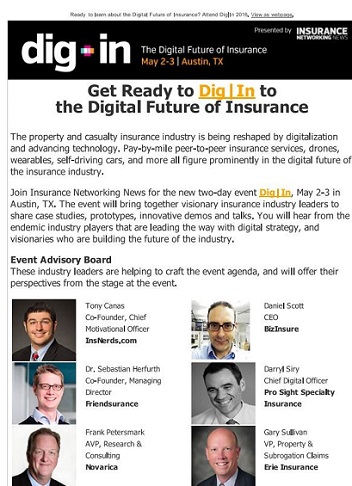 Ready to learn about the Digital Future of Insurance? Attend Dig|In 2016. View as webpage.
Presented by INSURANCE
NETWORKING NEWS
dig+in
The Digital Future of Insurance
May 2-3 | Austin, TX
Get Ready to Dig|In to
the Digital Future of Insurance
The property and casualty insurance industry is being reshaped by digitalization
and advancing technology. Pay-by-mile peer-to-peer insurance services, drones,
wearables, self-driving cars, and more all figure prominently in the digital future of
the insurance industry.
Join Insurance Networking News for the new two-day event Dig|In, May 2-3 in
Austin, TX. The event will bring together visionary insurance industry leaders to
share case studies, prototypes, innovative demos and talks. You will hear from the
endemic industry players that are leading the way with digital strategy, and
visionaries who are building the future of the industry.
Event Advisory Board
These industry leaders are helping to craft the event agenda, and will offer their
perspectives from the stage at the event.
Tony Canas
Co-Founder, Chief
Motivational Officer
InsNerds.com
Daniel Scott
CEO
BizInsure
Dr. Sebastian Herfurth
Co-Founder, Managing
Director
Friendsurance
Darryl Siry
Chief Digital Officer
Pro Sight Specialty
Insurance
Frank Petersmark
AVP, Research &
Consulting
Novarica
Gary Sullivan
VP, Property &
Subrogation Claims
Erie Insurance